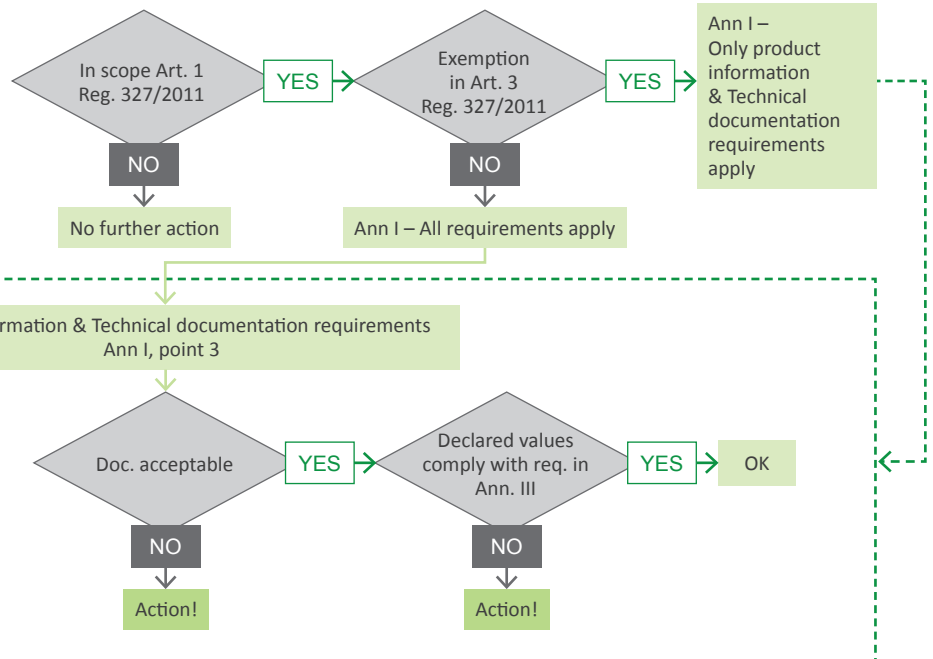 In scope Art. 1
Reg. 327/2011
YES
Exemption
in Art. 3
Reg. 327/2011
YES
Ann I –
Only product
information
& Technical
documentation
requirements
apply
NO
NO
No further action
Ann I – All requirements apply
rmation & Technical documentation requirements
Ann I, point 3
Doc. acceptable
YES
Declared values
comply with req. in
Ann. III
YES
OK
NO
NO
Action!
Action!